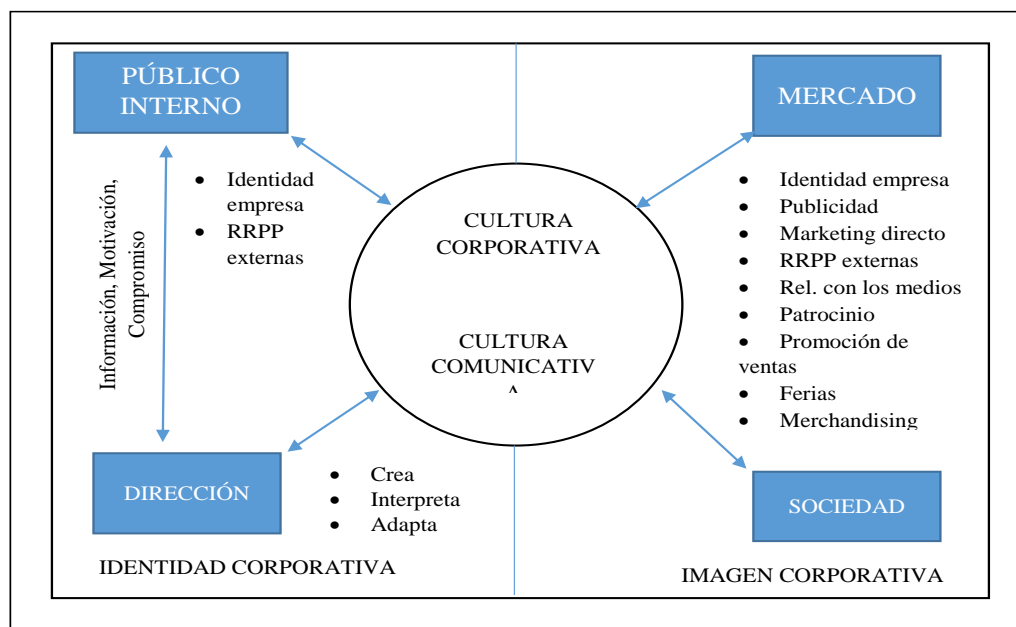 PÚBLICO
INTERNO
MERCADO
Información, Motivación,
Compromiso
• Identidad
empresa
• RRPP
externas
CULTURA
CORPORATIVA
CULTURA
COMUNICATIV
A
• Identidad empresa
• Publicidad
• Marketing directo
• RRPP externas
• Rel. con los medios
• Patrocinio
• Promoción de
ventas
• Ferias
• Merchandising
DIRECCIÓN
• Crea
• Interpreta
• Adapta
SOCIEDAD
IDENTIDAD CORPORATIVA
IMAGEN CORPORATIVA